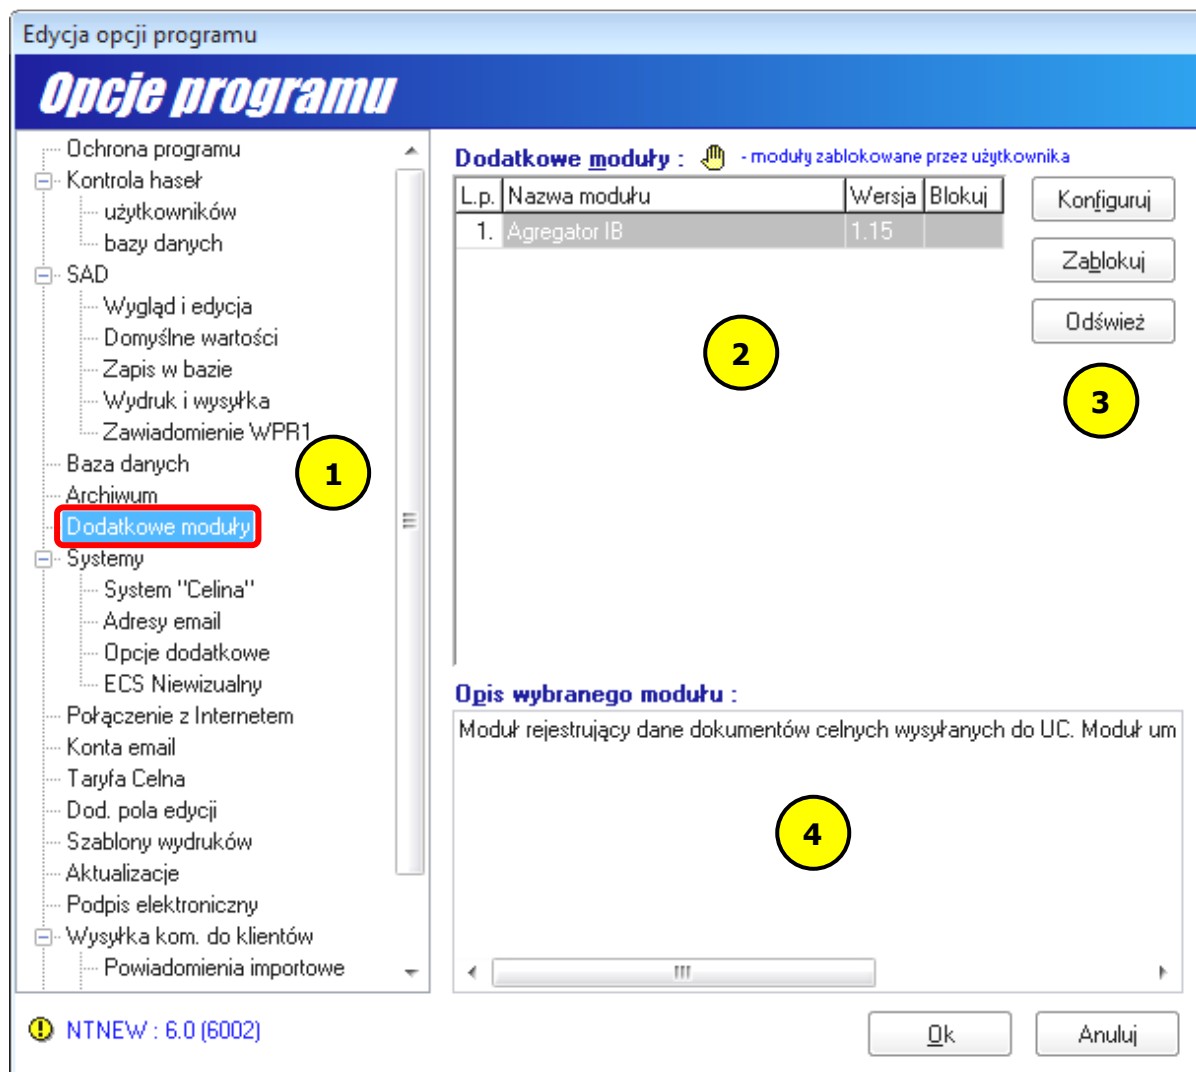 Edycja opcji programu
Opcje programu
Ochrona programu
Kontrola haseł
użytkowników
bazy danych
SAD
Wygląd i edycja
Domyślne wartości
Zapis w bazie
Wydruk i wysyłka
Zawiadomienie WPR1
Baza danych
Archiwum
Dodatkowe moduły
Systemy
System "Celina"
Adresy email
Opcje dodatkowe
ECS Niewizualny
Połączenie z Internetem
Konta email
Taryfa Celna
Dod. pola edycji
Szablony wydruków
Aktualizacje
Podpis elektroniczny
Wysyłka kom. do klientów
Powiadomienia importowe
1
Dodatkowe moduły : - moduły zablokowane przez użytkownika
L.p. Nazwa modułu Wersja Blokuj
1. Agregator IB 1.15
2
Konfiguruj
Zablokuj
Odśwież
3
Opis wybranego modułu :
Moduł rejestrujący dane dokumentów celnych wysyłanych do UC. Moduł um
4
NTNEW : 6.0 (6002)
Ok
Anuluj